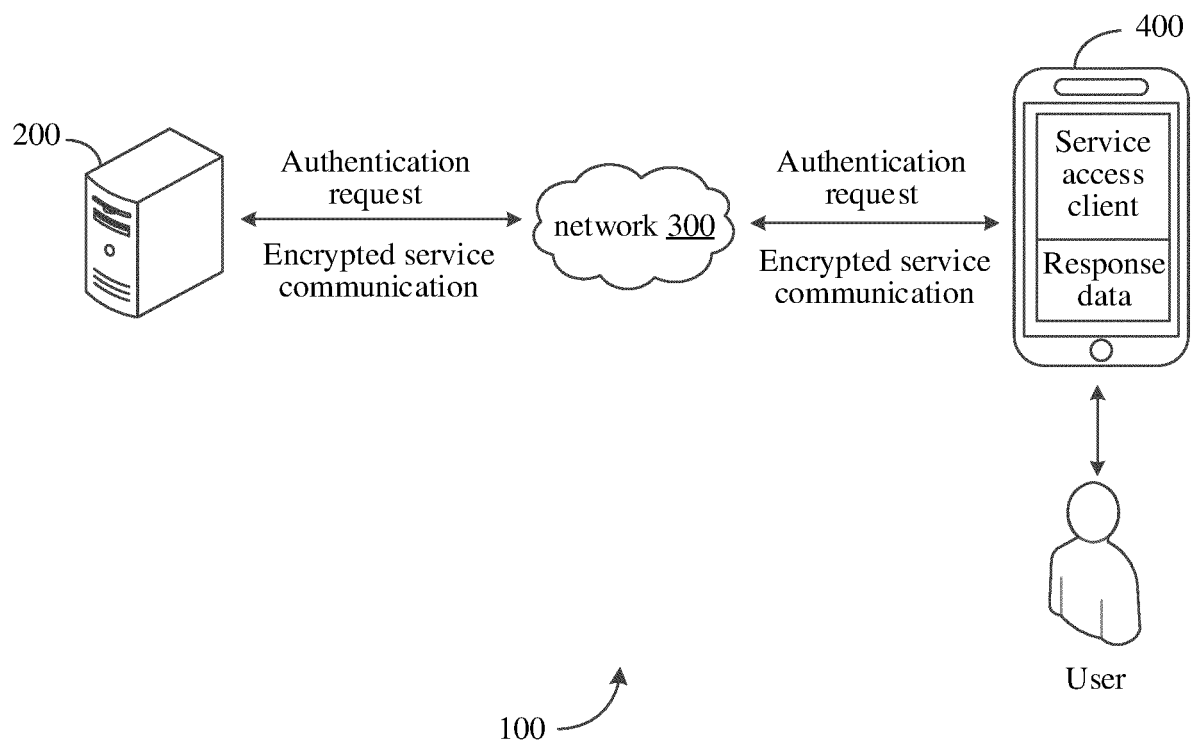 400
200
Authentication
request
Encrypted service
communication
network 300
Authentication
request
Encrypted service
communication
Service
access
client
Response
data
User
100